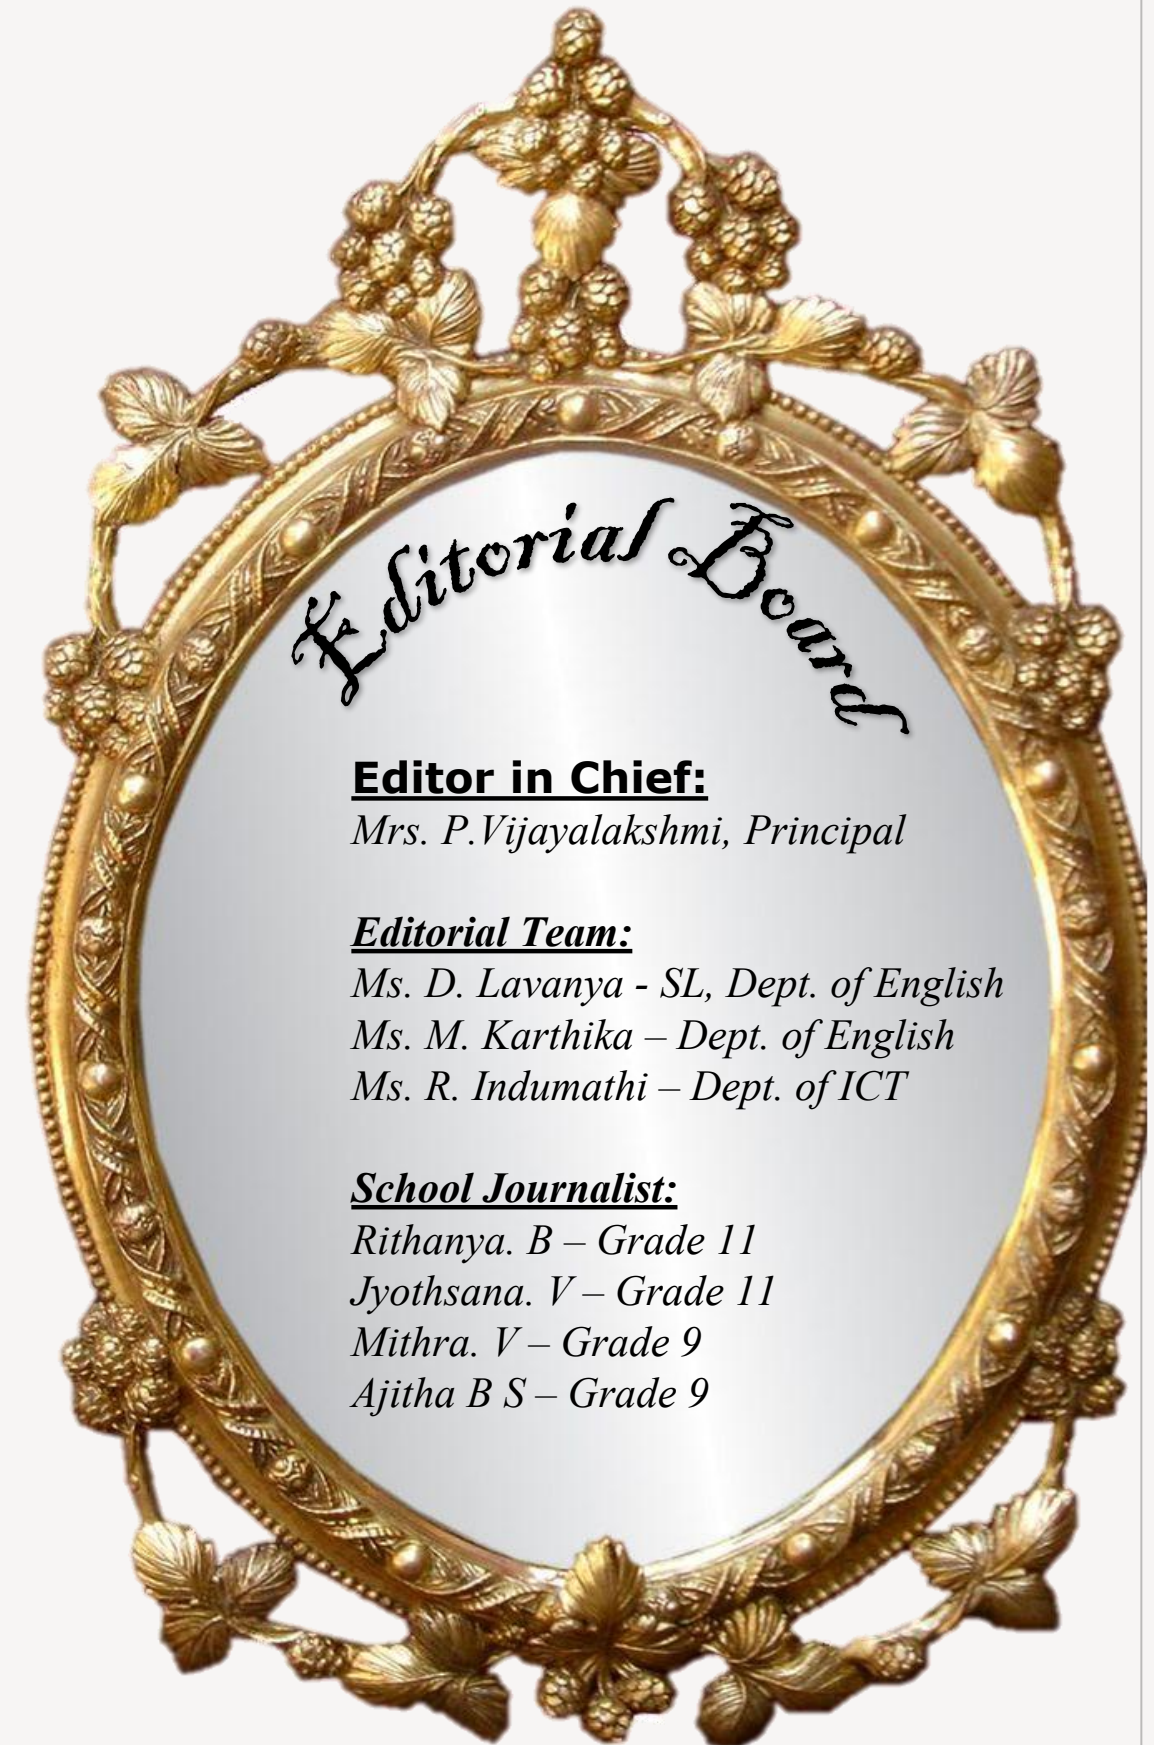 Editorial Board
Editor in Chief:
Mrs. P.Vijayalakshmi, Principal
Editorial Team:
Ms. D. Lavanya - SL, Dept. of English
Ms. M. Karthika – Dept. of English
Ms. R. Indumathi – Dept. of ICT
School Journalist:
Rithanya. B – Grade 11
Jyothsana. V – Grade 11
Mithra. V – Grade 9
Ajitha B S – Grade 9